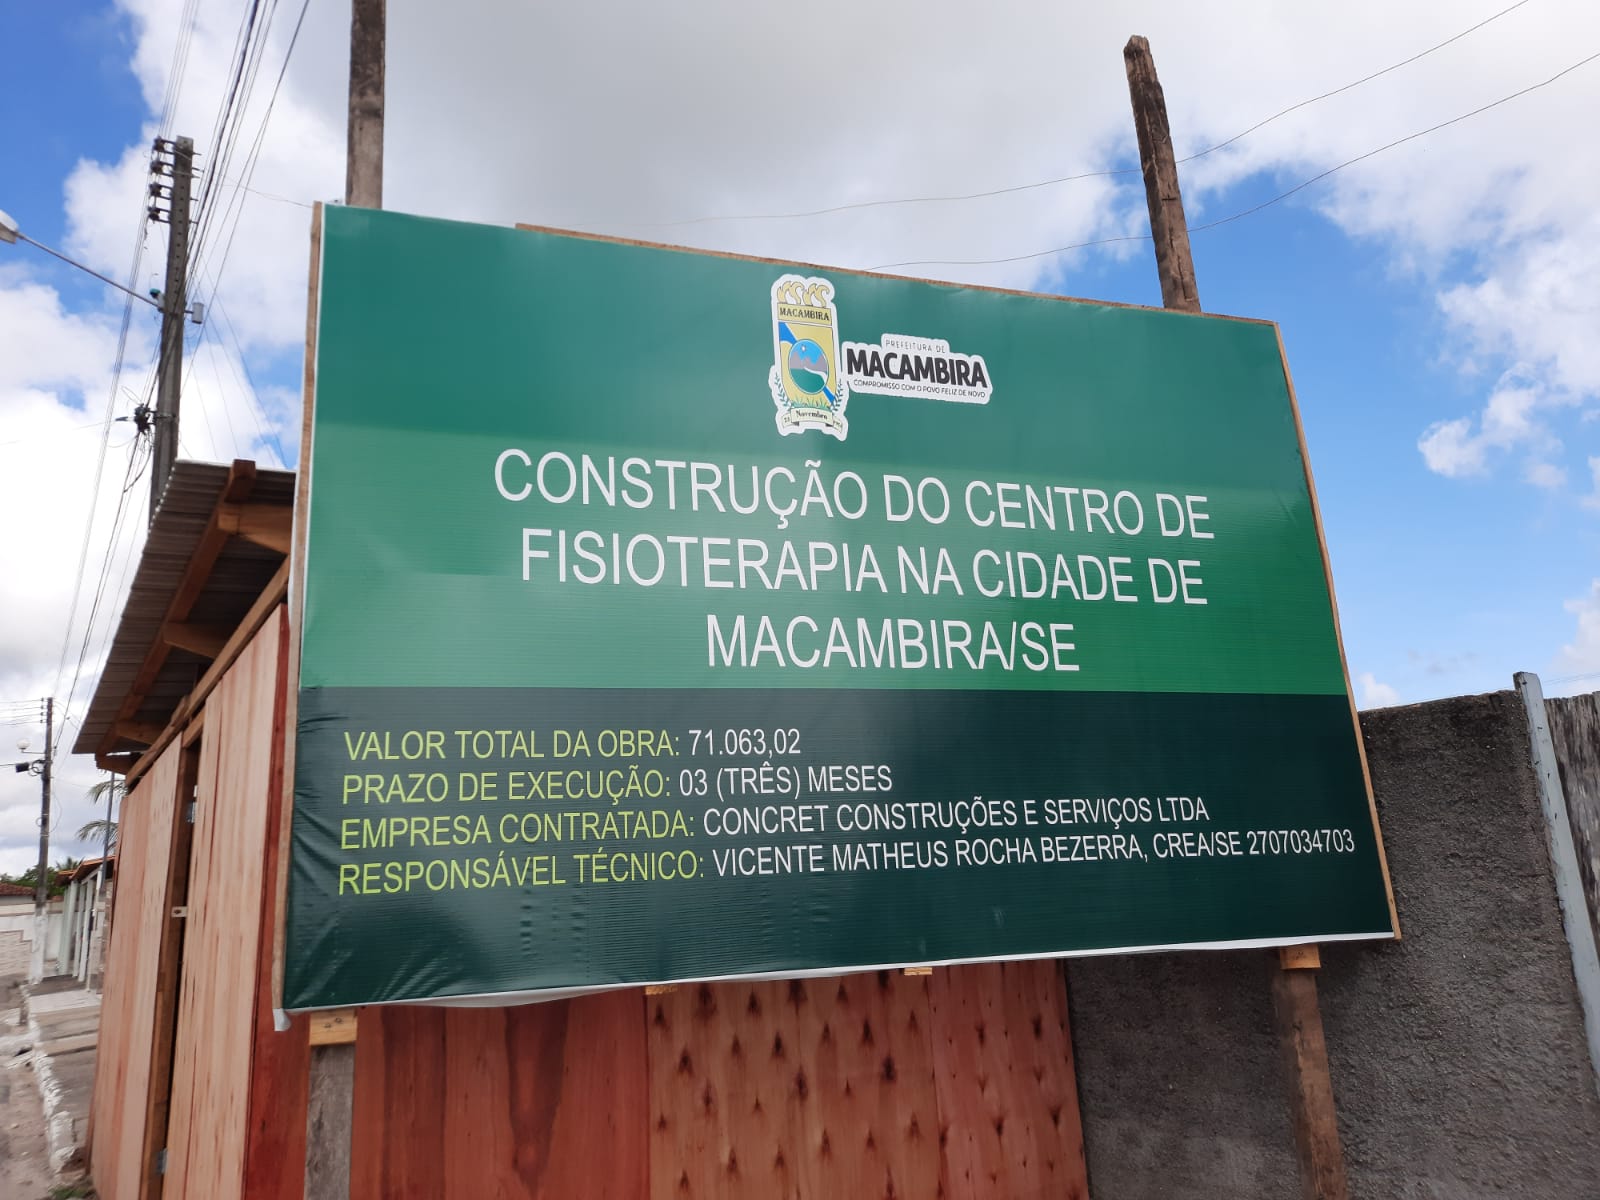 MACAMBIRA
Novembro
PREFEITURA DE
MACAMBIRA
COMPROMISSO COM O POVO FELIZ DE NOVO
CONSTRUÇÃO DO CENTRO DE
FISIOTERAPIA NA CIDADE DE
MACAMBIRA/SE
VALOR TOTAL DA OBRA: 71.063,02
PRAZO DE EXECUÇÃO: 03 (TRÊS) MESES
EMPRESA CONTRATADA: CONCRET CONSTRUÇÕES E SERVIÇOS LTDA
RESPONSÁVEL TÉCNICO: VICENTE MATHEUS ROCHA BEZERRA, CREA/SE 2707034703